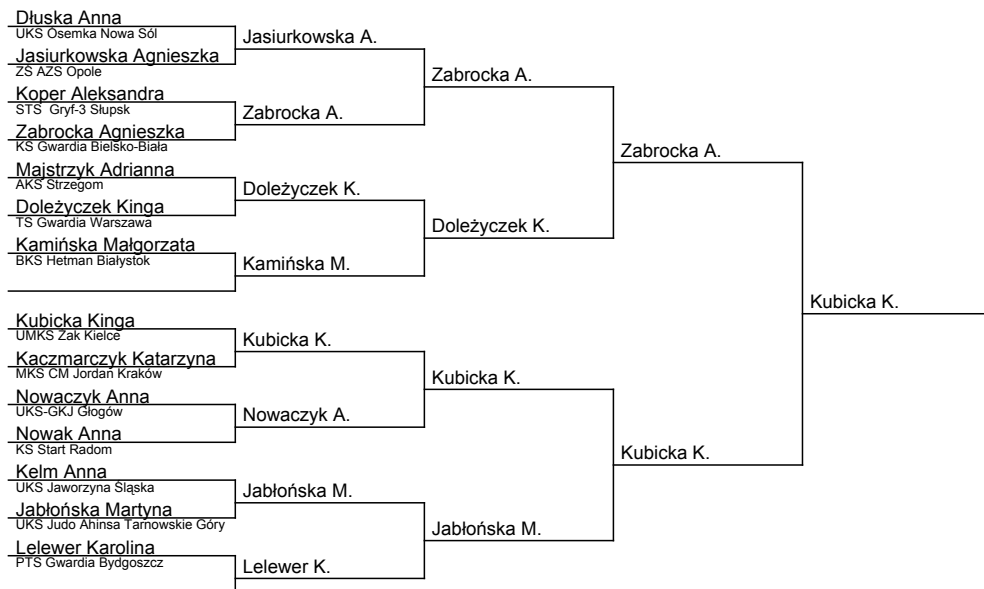 Dłuska Anna
UKS Ósemka Nowa Sól
Jasiurkowska A.
Jasiurkowska Agnieszka
ZS AZS Opole
Zabrocka A.
Koper Aleksandra
STS Gryf-3 Słupsk
Zabrocka A.
Zabrocka Agnieszka
KS Gwardia Bielsko-Biała
Zabrocka A.
Majstrzyk Adrianna
AKS Strzegom
Doleżyczek K.
Doleżyczek Kinga
TS Gwardia Warszawa
Doleżyczek K.
Kamińska Małgorzata
BKS Hetman Białystok
Kamińska M.
Kubicka K.
Kubicka Kinga
UMKS Żak Kielce
Kubicka K.
Kaczmarczyk Katarzyna
MKS CM Jordan Kraków
Kubicka K.
Nowaczyk Anna
UKS-GKJ Głogów
Nowaczyk A.
Nowak Anna
KS Start Radom
Kubicka K.
Kelm Anna
UKS Jaworzyna Śląska
Jabłońska M.
Jabłońska Martyna
UKS Judo Ahinsa Tarnowskie Góry
Jabłońska M.
Lelewer Karolina
PTS Gwardia Bydgoszcz
Lelewer K.